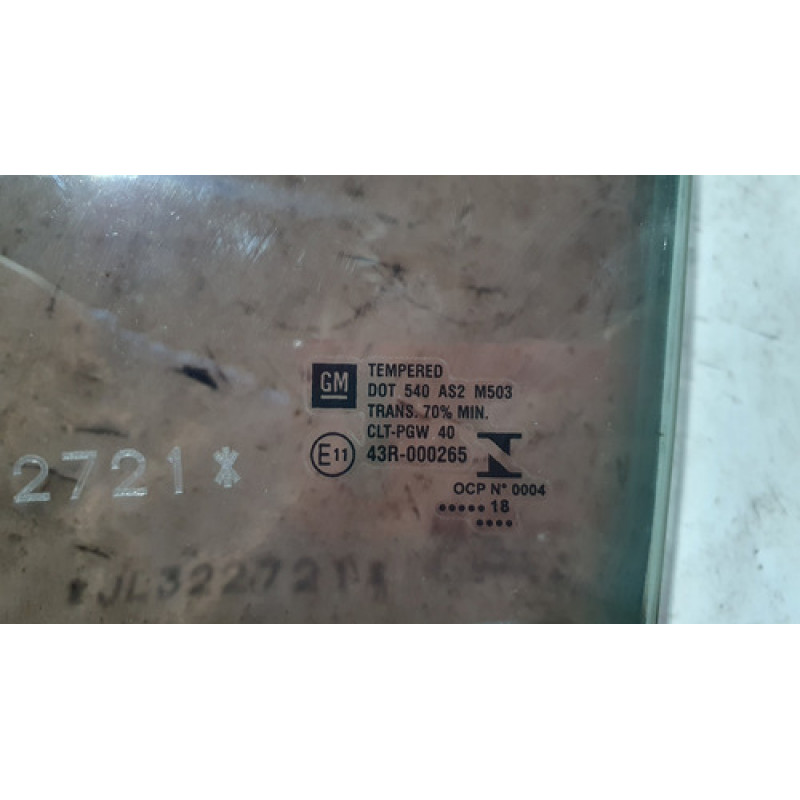 GM
TEMPERED
DOT 540 AS2 M503
TRANS. 70% MIN.
CLT-PGW 40
E11 43R-000265
OCP N° 0004
••••• 18
••••
2721*
*JL322721*